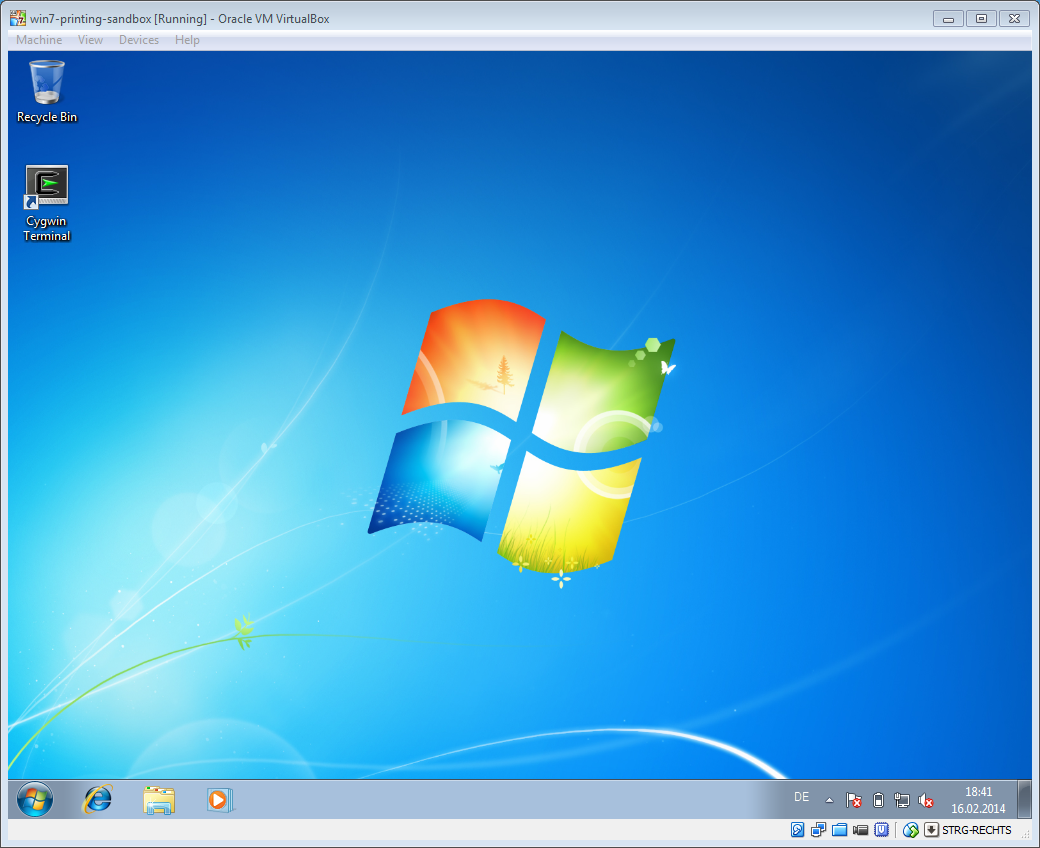 win7-printing-sandbox [Running] - Oracle VM VirtualBox
Machine View Devices Help
Recycle Bin
Cygwin
Terminal
DE
18:41
16.02.2014
STRG-RECHTS